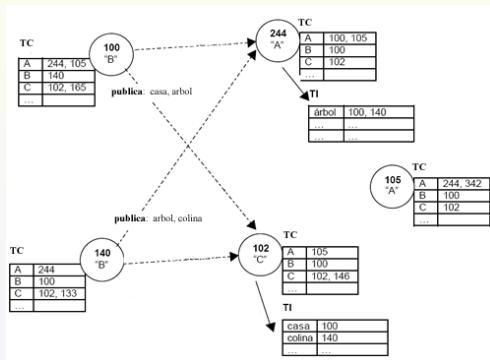 TC
100
"B"
A 244, 105
B 140
C 102, 165
...
publica: casa, arbol
244
"A"
TC
A 100, 105
B 100
C 102
...
TI
árbol 100, 140
... ...
... ...
105
"A"
TC
A 244, 342
B 100
C 102
...
publica: arbol, colina
TC
140
"B"
A 244
B 100
C 102, 133
...
102
"C"
TC
A 105
B 100
C 102, 146
...
TI
casa 100
colina 140
... ...